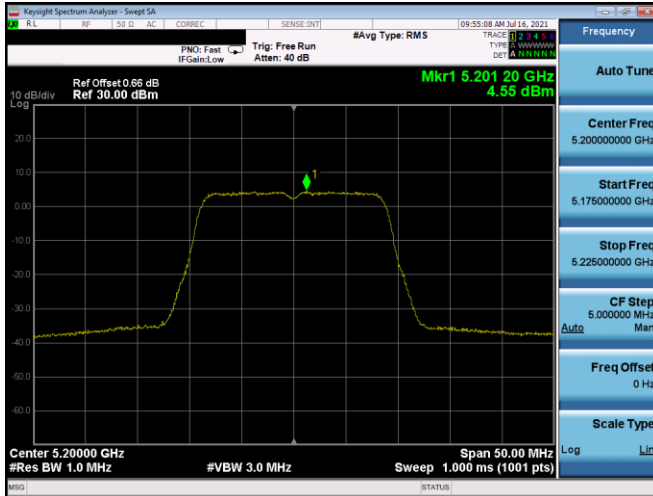 Keysight Spectrum Analyzer - Swept SA
RL RF 50 Ω AC CORREC SENSE:INT 09:55:08 AM Jul 16, 2021
#Avg Type: RMS TRACE 1 2 3 4 5 6
PNO: Fast Trig: Free Run TYPE A WWWWW
IFGain:Low Atten: 40 dB DET A N N N N N
Mkr1 5.201 20 GHz
4.55 dBm
Ref Offset 0.66 dB
10 dB/div Ref 30.00 dBm
Log
20.0
10.0
0.00
-10.0
-20.0
-30.0
-40.0
-50.0
-60.0
1
Center 5.20000 GHz Span 50.00 MHz
#Res BW 1.0 MHz #VBW 3.0 MHz Sweep 1.000 ms (1001 pts)
MSG STATUS
Frequency
Auto Tune
Center Freq
5.200000000 GHz
Start Freq
5.175000000 GHz
Stop Freq
5.225000000 GHz
CF Step
5.000000 MHz
Auto Man
Freq Offset
0 Hz
Scale Type
Log Lin